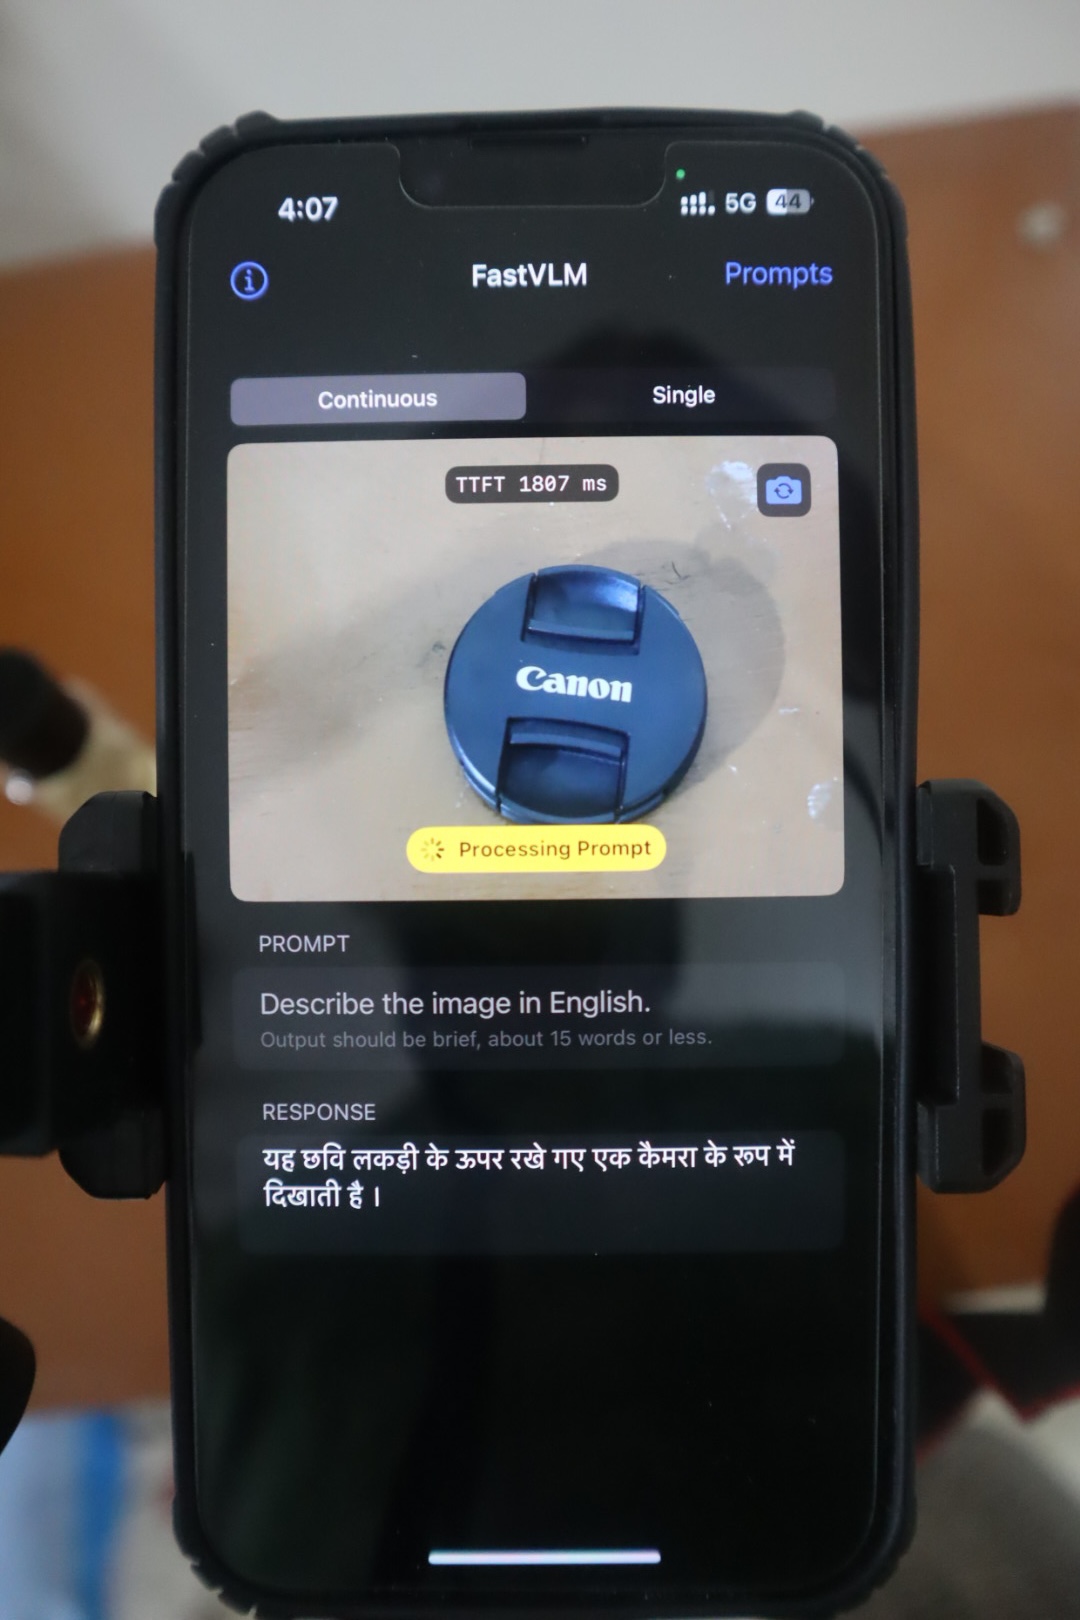 4:07
5G 44
FastVLM
Prompts
Continuous
Single
TTFT 1807 ms
Canon
Processing Prompt
PROMPT
Describe the image in English.
Output should be brief, about 15 words or less.
RESPONSE
यह छवि लकड़ी के ऊपर रखे गए एक कैमरा के रूप में
दिखाती है ।